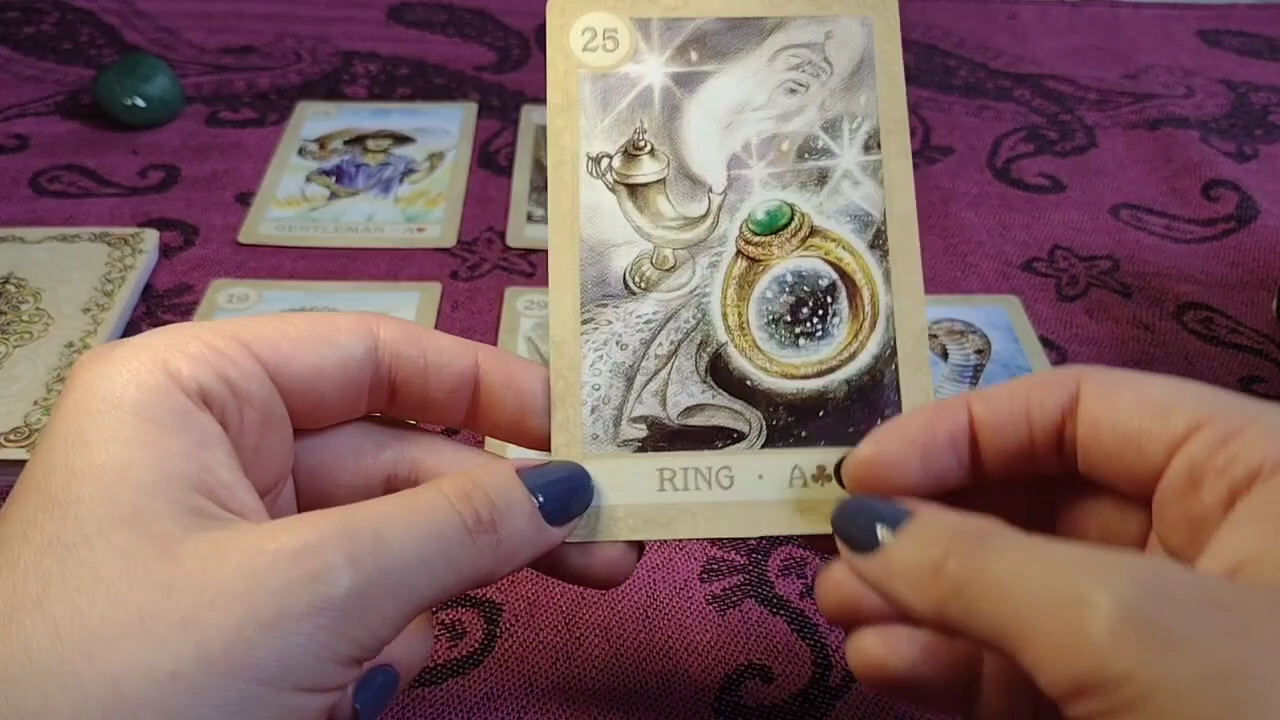 25
RING · A♣
GENTLEMAN · A♥
19
29